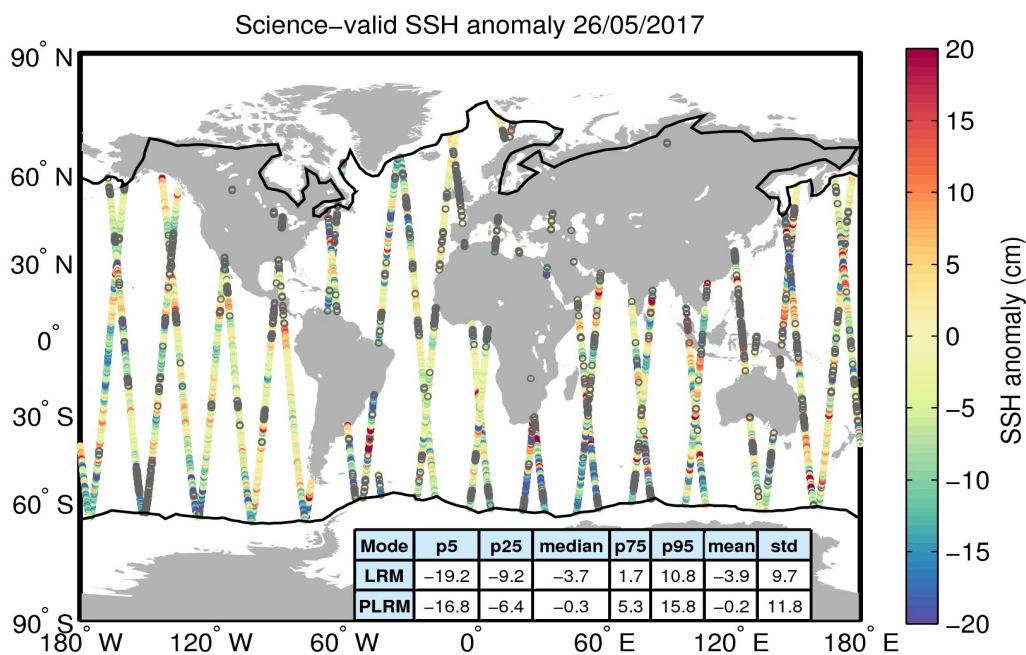 Science−valid SSH anomaly 26/05/2017
90° N
60° N
30° N
0°
30° S
60° S
90° S
180° W
120° W
60° W
0°
60° E
120° E
180° E
Mode p5 p25 median p75 p95 mean std
LRM −19.2 −9.2 −3.7 1.7 10.8 −3.9 9.7
PLRM −16.8 −6.4 −0.3 5.3 15.8 −0.2 11.8
20
15
10
5
0
−5
−10
−15
−20
SSH anomaly (cm)